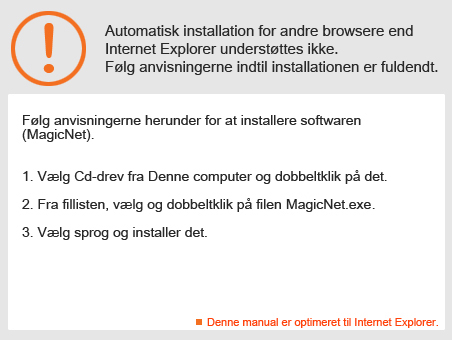 Automatisk installation for andre browsere end
Internet Explorer understøttes ikke.
Følg anvisningerne indtil installationen er fuldendt.
Følg anvisningerne herunder for at installere softwaren
(MagicNet).
1. Vælg Cd-drev fra Denne computer og dobbeltklik på det.
2. Fra fillisten, vælg og dobbeltklik på filen MagicNet.exe.
3. Vælg sprog og installer det.
Denne manual er optimeret til Internet Explorer.